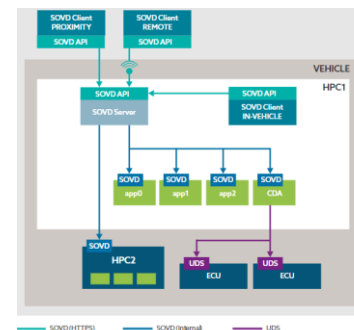 SOVD Client
PROXIMITY
SOVD API
SOVD Client
REMOTE
SOVD API
VEHICLE
HPC1
SOVD API
SOVD Server
SOVD API
SOVD Client
IN-VEHICLE
SOVD
app0
SOVD
app1
SOVD
app2
SOVD
CDA
SOVD
HPC2
UDS
ECU
UDS
ECU
SOVD (HTTPS)
SOVD (Internal)
UDS